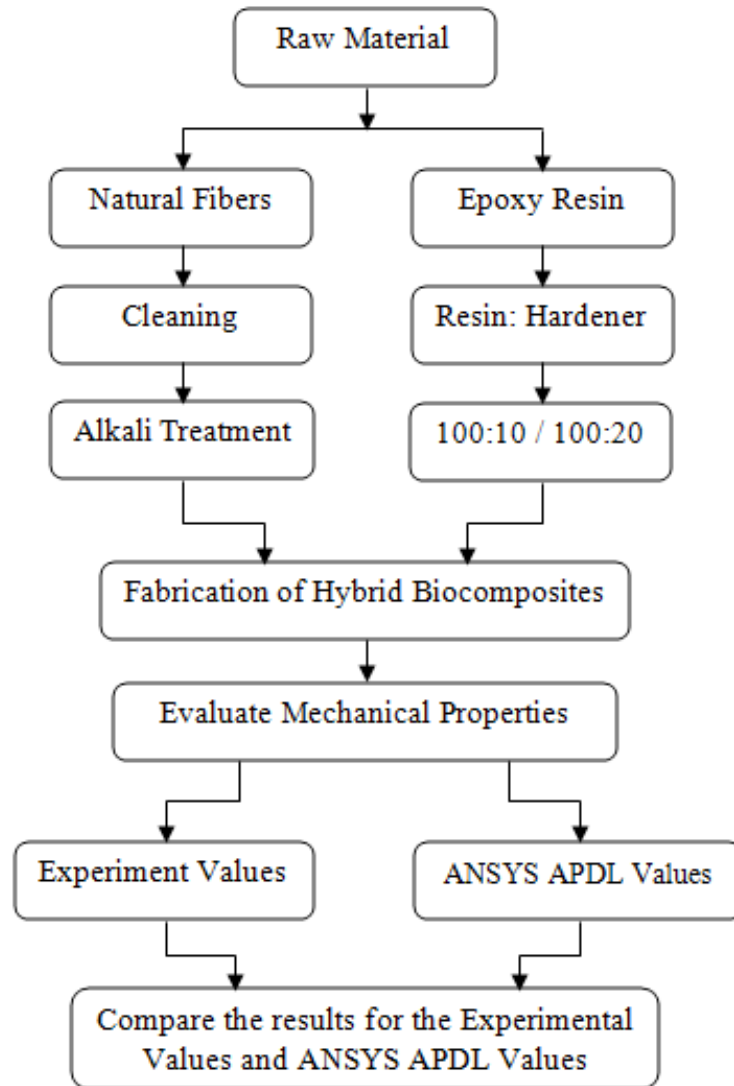 Raw Material
Natural Fibers
Epoxy Resin
Cleaning
Resin: Hardener
Alkali Treatment
100:10 / 100:20
Fabrication of Hybrid Biocomposites
Evaluate Mechanical Properties
Experiment Values
ANSYS APDL Values
Compare the results for the Experimental
Values and ANSYS APDL Values